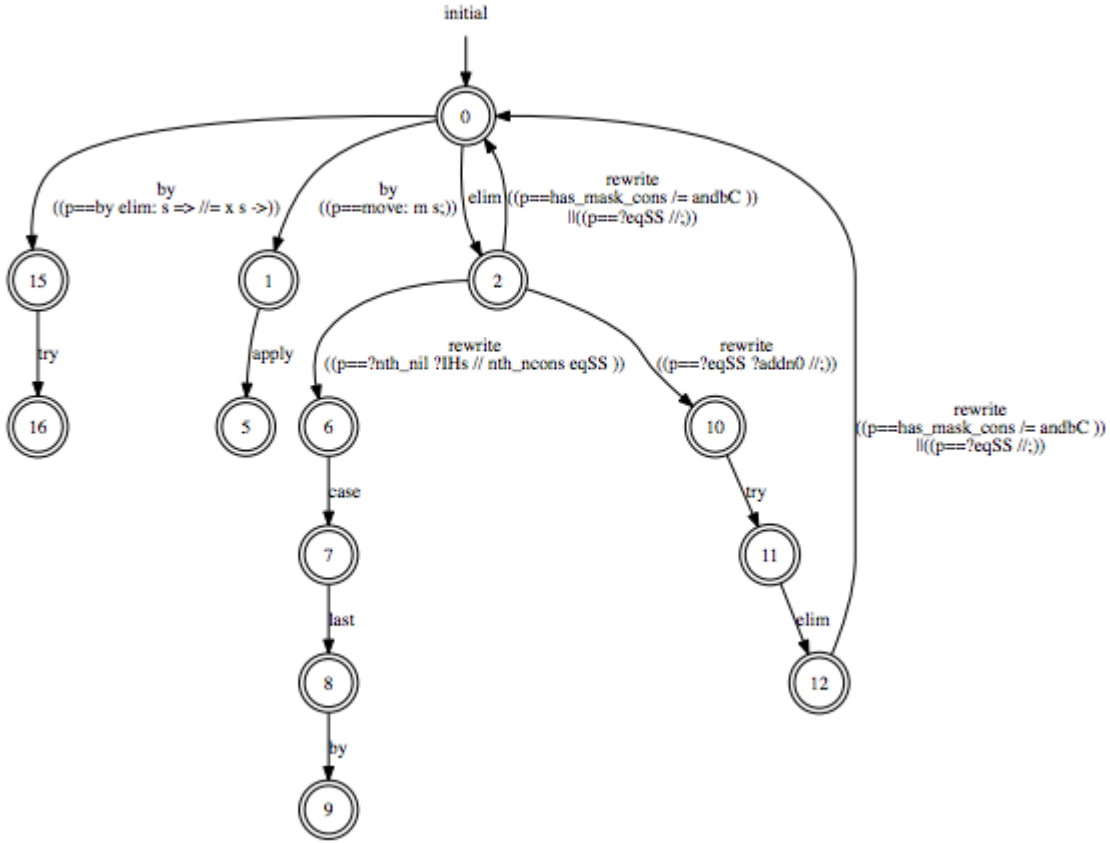 initial
0
by
((p==by elim: s => //= x s ->))
by
((p==move: m s;))
elim
rewrite
((p==has_mask_cons /= andbC ))
||((p==?eqSS //;))
15
1
2
try
apply
rewrite
((p==?nth_nil ?IHs // nth_ncons eqSS ))
rewrite
((p==?eqSS ?addn0 //;))
rewrite
((p==has_mask_cons /= andbC ))
||((p==?eqSS //;))
16
5
6
10
case
try
7
11
last
elim
8
12
by
9